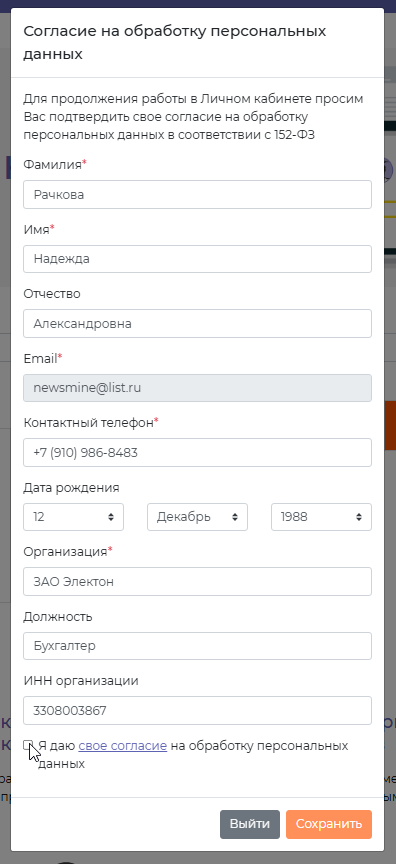 Согласие на обработку персональных
данных
Для продолжения работы в Личном кабинете просим
Вас подтвердить свое согласие на обработку
персональных данных в соответствии с 152-ФЗ
Фамилия*
Рачкова
Имя*
Надежда
Отчество
Александровна
Email*
newsmine@list.ru
Контактный телефон*
+7 (910) 986-8483
Дата рождения
12 Декабрь 1988
Организация*
ЗАО Электон
Должность
Бухгалтер
ИНН организации
3308003867
Я даю свое согласие на обработку персональных
данных
Выйти Сохранить